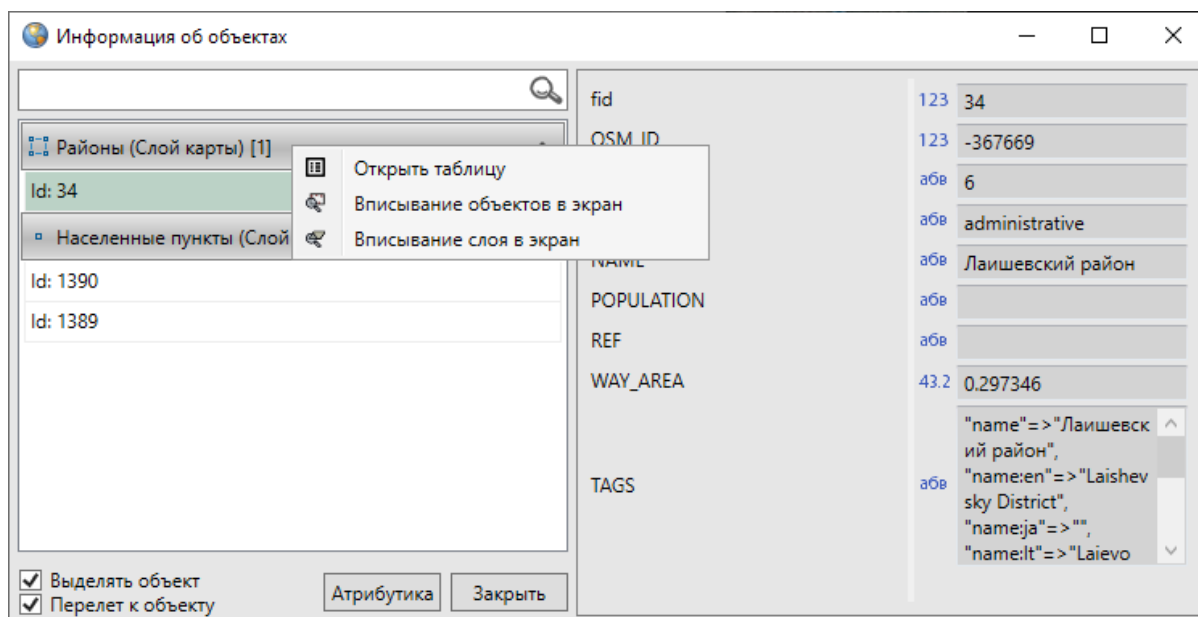 Информация об объектах
Районы (Слой карты) [1]
Id: 34
Населенные пункты (Слой
Id: 1390
Id: 1389
Открыть таблицу
Вписывание объектов в экран
Вписывание слоя в экран
Выделять объект
Перелет к объекту
Атрибутика
Закрыть
fid 123 34
OSM_ID 123 -367669
абв 6
абв administrative
NAME абв Лаишевский район
POPULATION абв
REF абв
WAY_AREA 43.2 0.297346
TAGS абв
"name"=>"Лаишевск
ий район",
"name:en"=>"Laishev
sky District",
"name:ja"=>"",
"name:lt"=>"Laievo